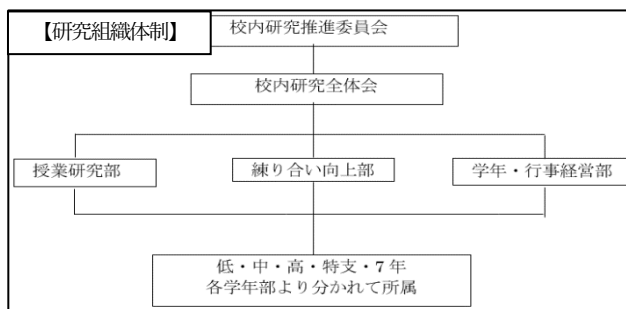 【研究組織体制】
校内研究推進委員会
校内研究全体会
授業研究部
練り合い向上部
学年・行事経営部
低・中・高・特支・7年
各学年部より分かれて所属